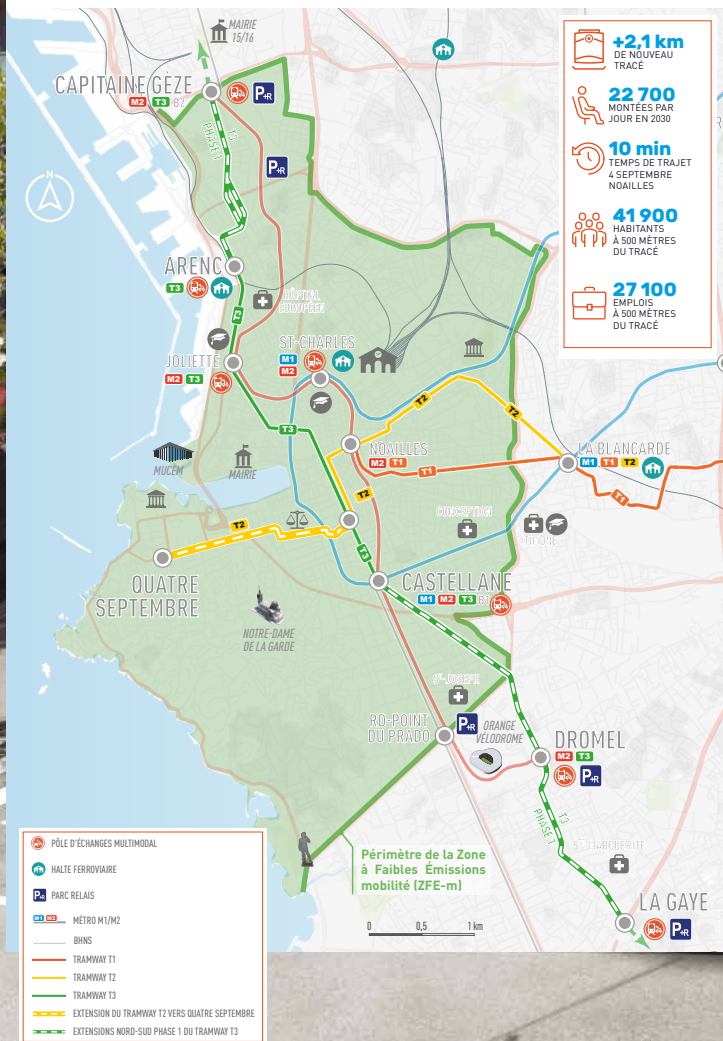 MAIRIE
15/16
CAPITAINE GÈZE
M2 T3 B2
P+R
T3
PHASE 1
P+R
ARENC
T3
HÔPITAL
EUROPÉEN
T3
ST-CHARLES
M1
M2
JOLIETTE
M2 T3
T3
T2
T2
MUCEM
MAIRIE
NOAILLES
M2 T1
T1
LA BLANCARDE
M1 T1 T2
T1
T2
T2
CONCEPTION
TIMONE
T3
QUATRE
SEPTEMBRE
CASTELLANE
M1 M2 T3
NOTRE-DAME
DE LA GARDE
ST-JOSEPH
RD-POINT
DU PRADO
P+R
ORANGE
VÉLODROME
DROMEL
M2 T3
P+R
T3
PHASE 1
STE-MARGUERITE
LA GAYE
P+R
Périmètre de la Zone
à Faibles Émissions
mobilité (ZFE-m)
0 0,5 1 km
+2,1 km
DE NOUVEAU
TRACÉ
22 700
MONTÉES PAR
JOUR EN 2030
10 min
TEMPS DE TRAJET
4 SEPTEMBRE
NOAILLES
41 900
HABITANTS
À 500 MÈTRES
DU TRACÉ
27 100
EMPLOIS
À 500 MÈTRES
DU TRACÉ
PÔLE D'ÉCHANGES MULTIMODAL
HALTE FERROVIAIRE
P+R PARC RELAIS
M1 M2 MÉTRO M1/M2
BHNS
TRAMWAY T1
TRAMWAY T2
TRAMWAY T3
EXTENSION DU TRAMWAY T2 VERS QUATRE SEPTEMBRE
EXTENSIONS NORD-SUD PHASE 1 DU TRAMWAY T3